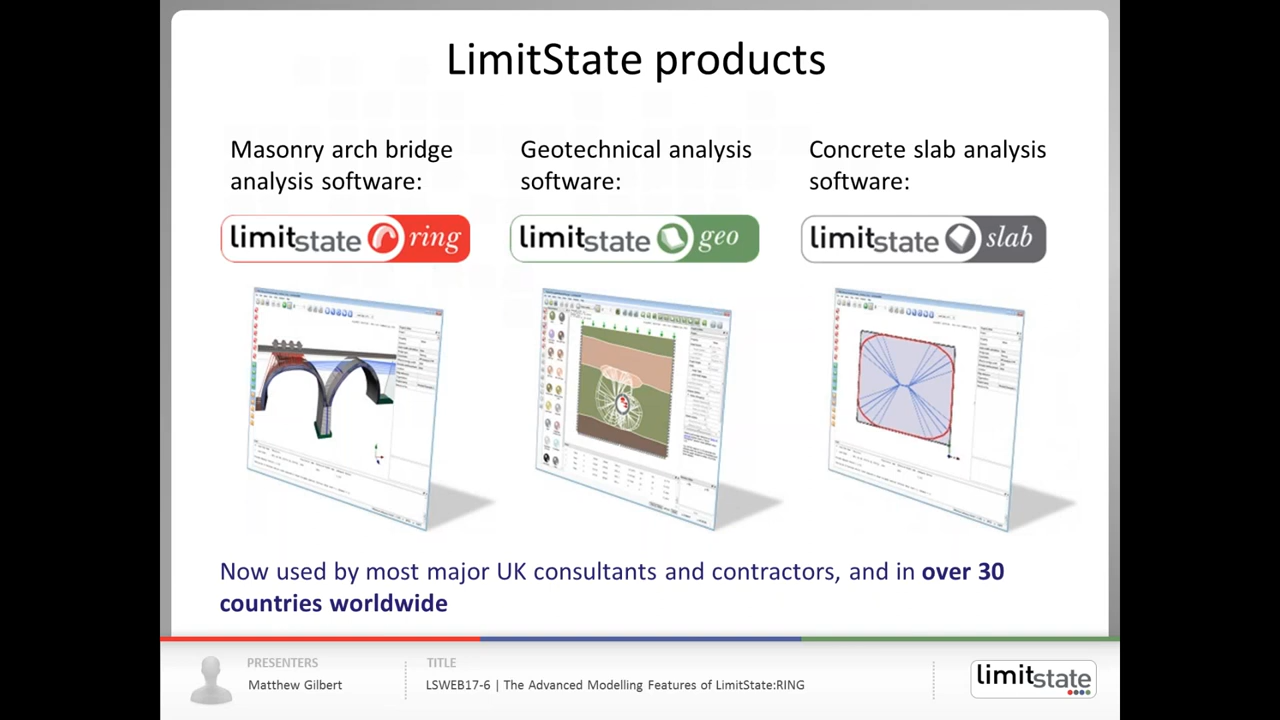 LimitState products
Masonry arch bridge
analysis software:
Geotechnical analysis
software:
Concrete slab analysis
software:
limitstate ring
limitstate geo
limitstate slab
Now used by most major UK consultants and contractors, and in over 30
countries worldwide
PRESENTERS
Matthew Gilbert
TITLE
LSWEB17-6 | The Advanced Modelling Features of LimitState:RING
limitstate